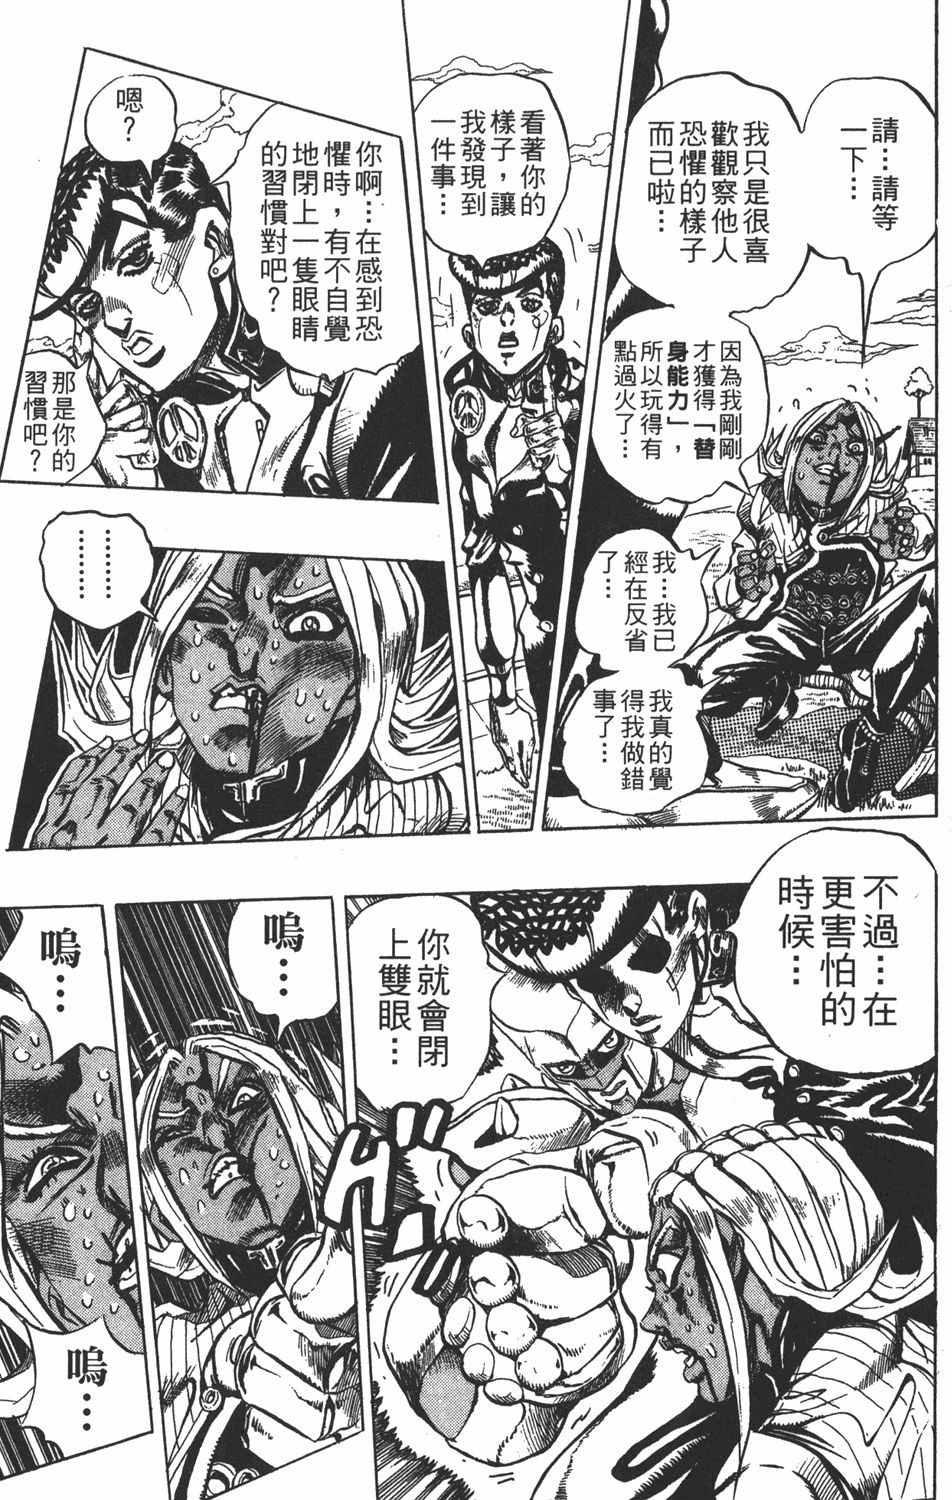 請…請等
一下…
我只是很喜
歡觀察他人
恐懼的樣子
而已啦…
因為我剛剛
才獲得「替
身能力」，
所以玩得有
點過火了…
我…我已
經在反省
了…
我真的覺
得我做錯
事了…
看著你的
樣子，讓
我發現到
一件事…
你啊…在感到恐
懼時，有不自覺
地閉上一隻眼睛
的習慣對吧？
嗯？
那是你的
習慣吧？
………
………
不過…在
更害怕的
時候…
你就會閉
上雙眼…
嗚…
嗚…
嗚…